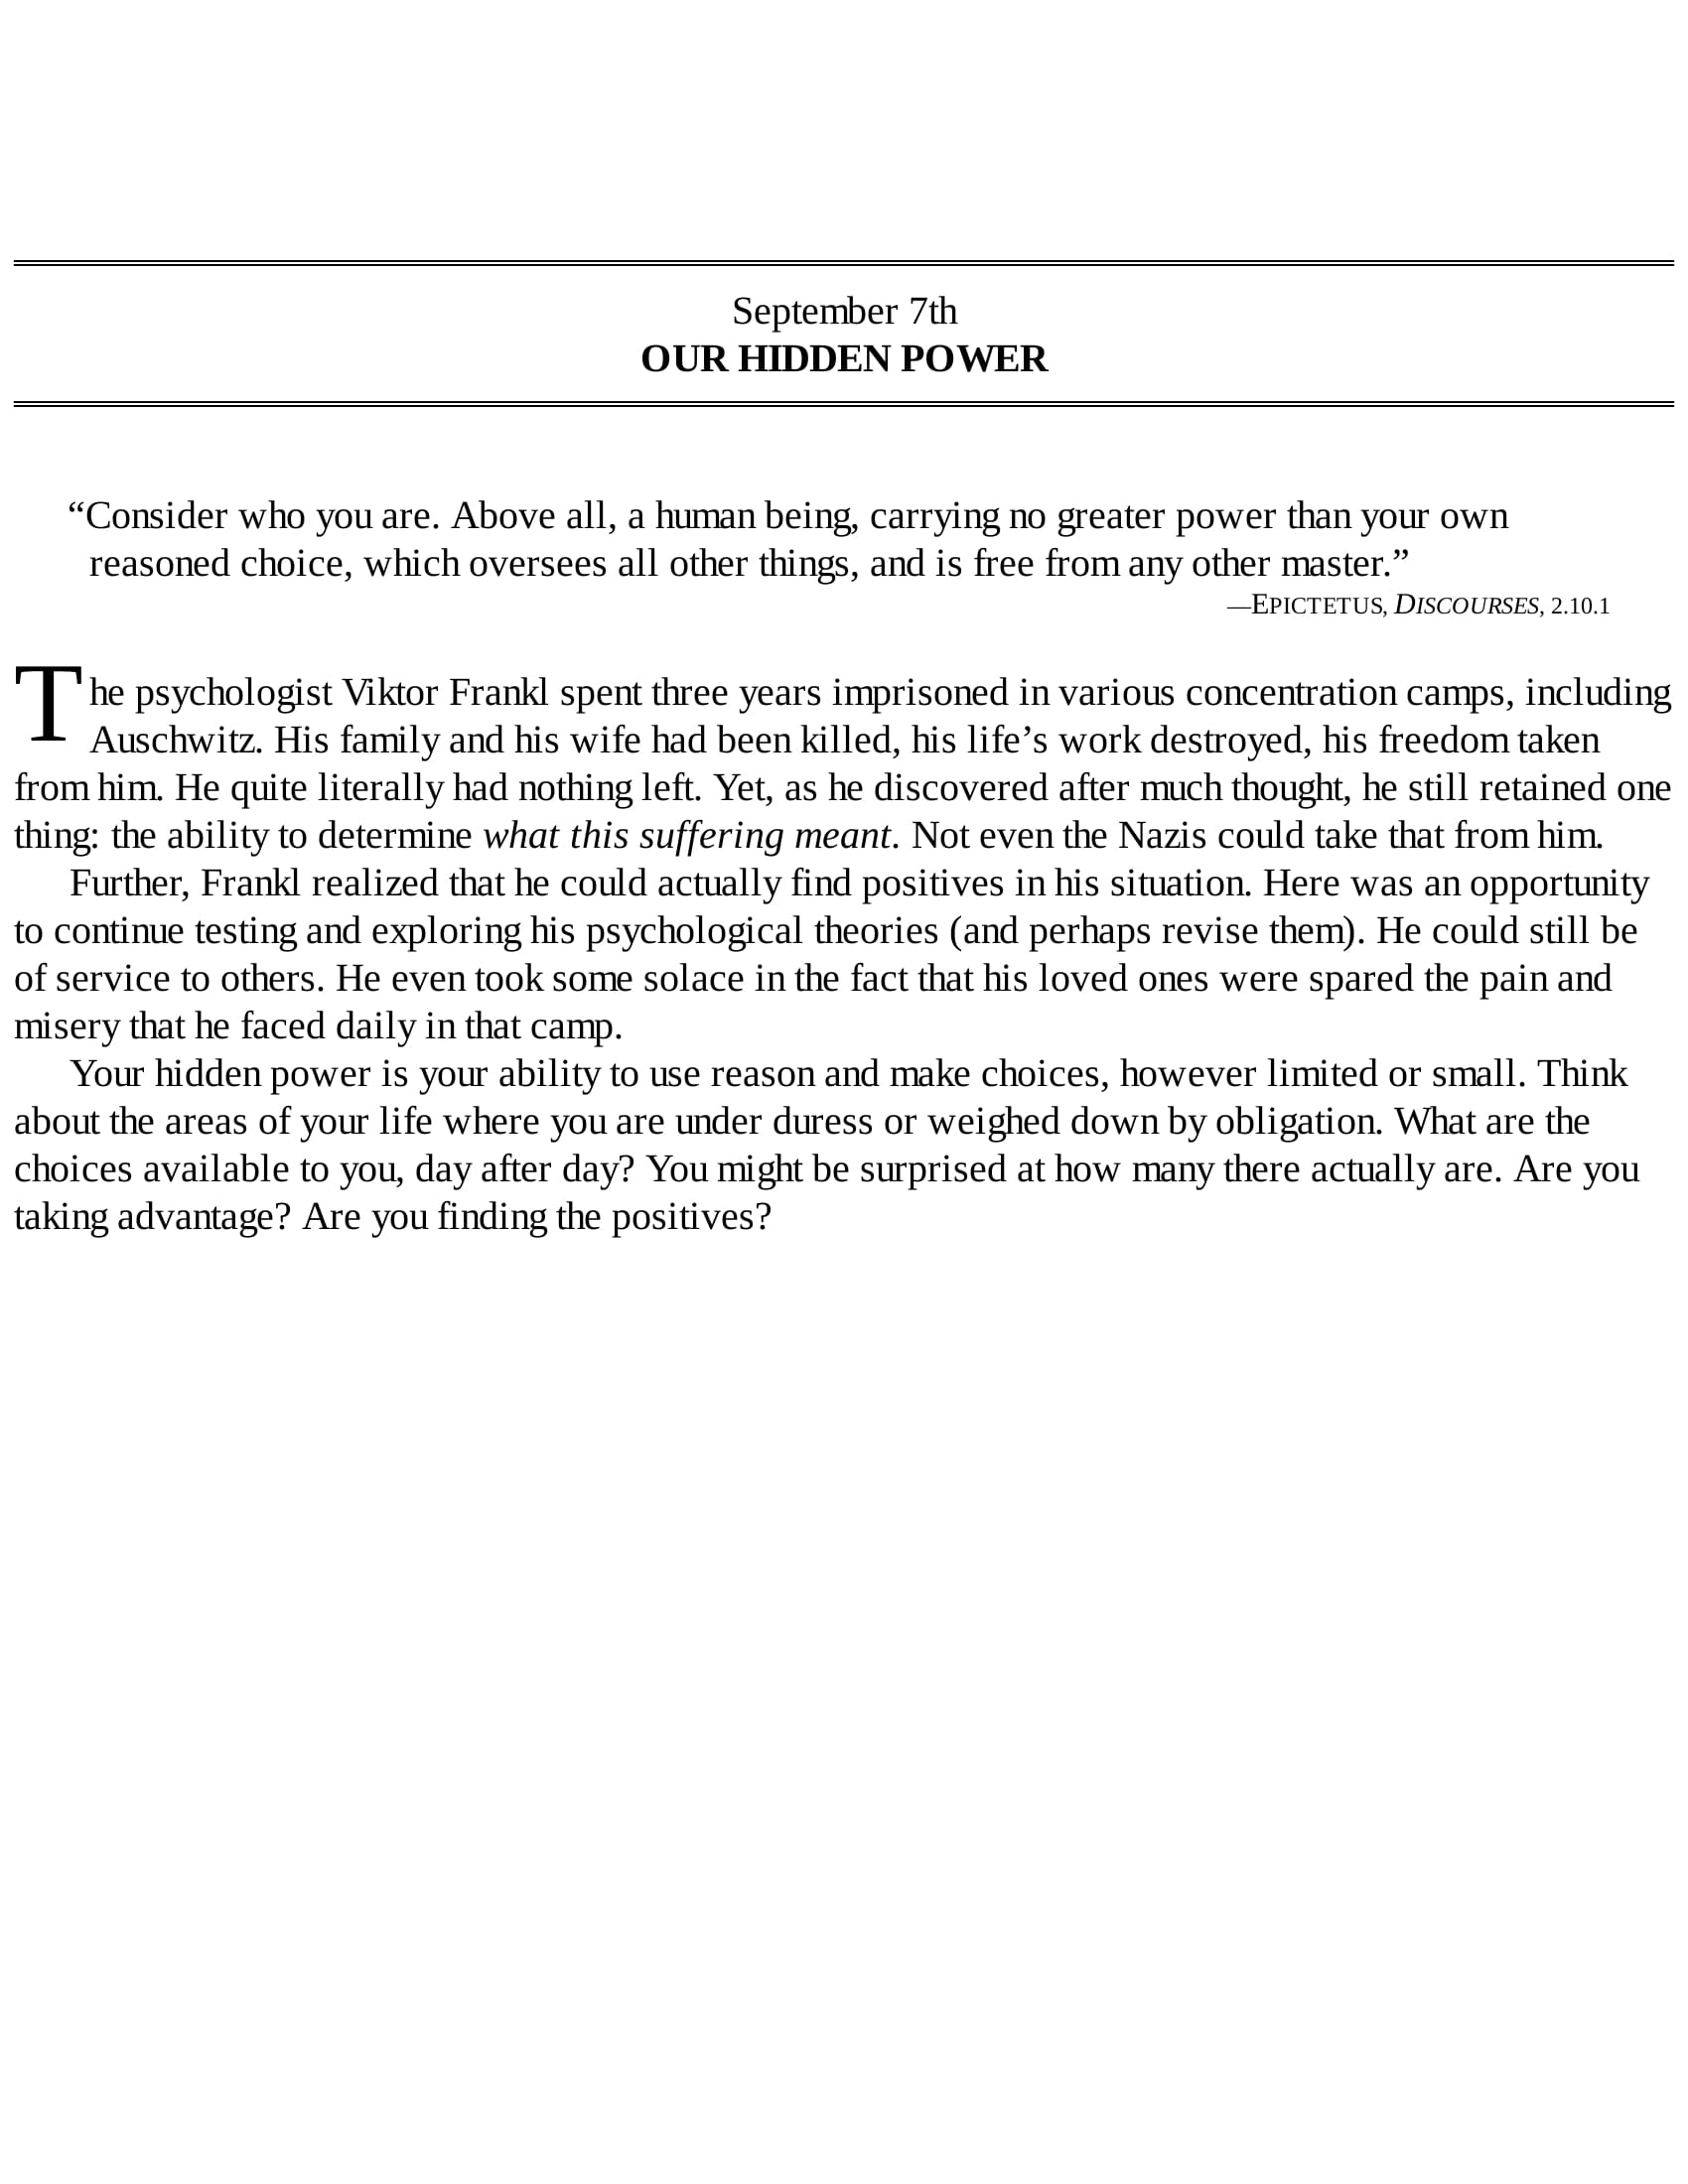 September 7th
OUR HIDDEN POWER
“Consider who you are. Above all, a human being, carrying no greater power than your own
reasoned choice, which oversees all other things, and is free from any other master.”
—EPICTETUS, DISCOURSES, 2.10.1
The psychologist Viktor Frankl spent three years imprisoned in various concentration camps, including
Auschwitz. His family and his wife had been killed, his life’s work destroyed, his freedom taken
from him. He quite literally had nothing left. Yet, as he discovered after much thought, he still retained one
thing: the ability to determine what this suffering meant. Not even the Nazis could take that from him.
Further, Frankl realized that he could actually find positives in his situation. Here was an opportunity
to continue testing and exploring his psychological theories (and perhaps revise them). He could still be
of service to others. He even took some solace in the fact that his loved ones were spared the pain and
misery that he faced daily in that camp.
Your hidden power is your ability to use reason and make choices, however limited or small. Think
about the areas of your life where you are under duress or weighed down by obligation. What are the
choices available to you, day after day? You might be surprised at how many there actually are. Are you
taking advantage? Are you finding the positives?